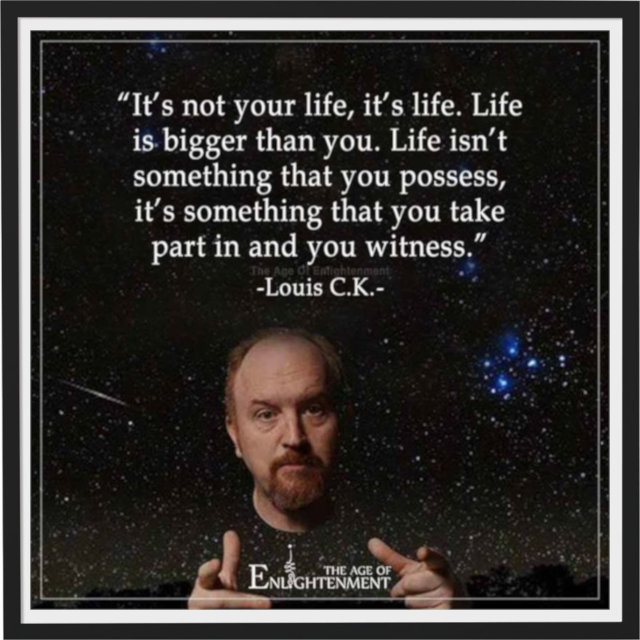 “It’s not your life, it’s life. Life
is bigger than you. Life isn’t
something that you possess,
it’s something that you take
part in and you witness.”
The Age Of Enlightenment
-Louis C.K.-
ENLIGHTENMENT
THE AGE OF